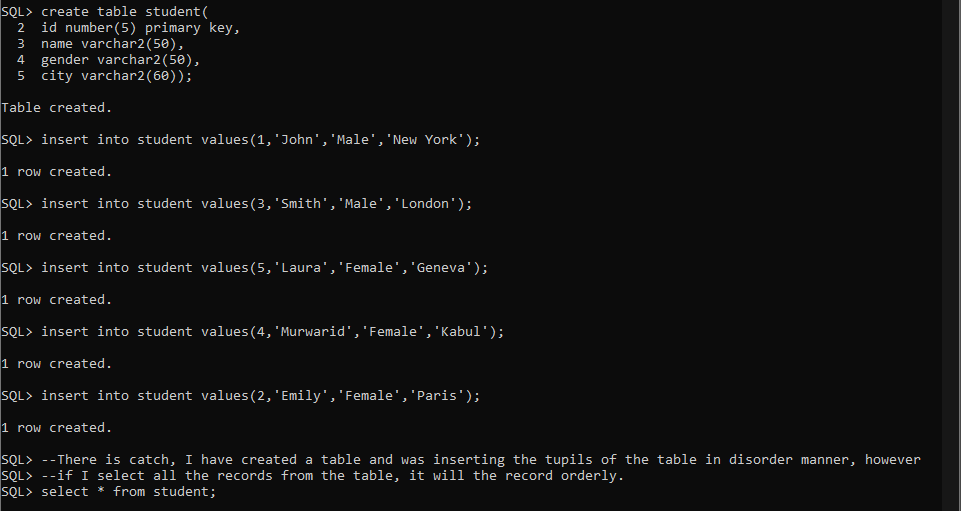 SQL> create table student(
2 id number(5) primary key,
3 name varchar2(50),
4 gender varchar2(50),
5 city varchar2(60));
Table created.
SQL> insert into student values(1,'John','Male','New York');
1 row created.
SQL> insert into student values(3,'Smith','Male','London');
1 row created.
SQL> insert into student values(5,'Laura','Female','Geneva');
1 row created.
SQL> insert into student values(4,'Murwarid','Female','Kabul');
1 row created.
SQL> insert into student values(2,'Emily','Female','Paris');
1 row created.
SQL> --There is catch, I have created a table and was inserting the tupils of the table in disorder manner, however
SQL> --if I select all the records from the table, it will the record orderly.
SQL> select * from student;